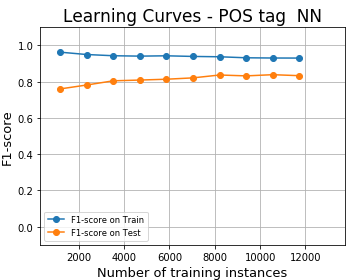 Learning Curves - POS tag  NN
F1-score
1.0
0.8
0.6
0.4
0.2
0.0
F1-score on Train
F1-score on Test
2000 4000 6000 8000 10000 12000
Number of training instances